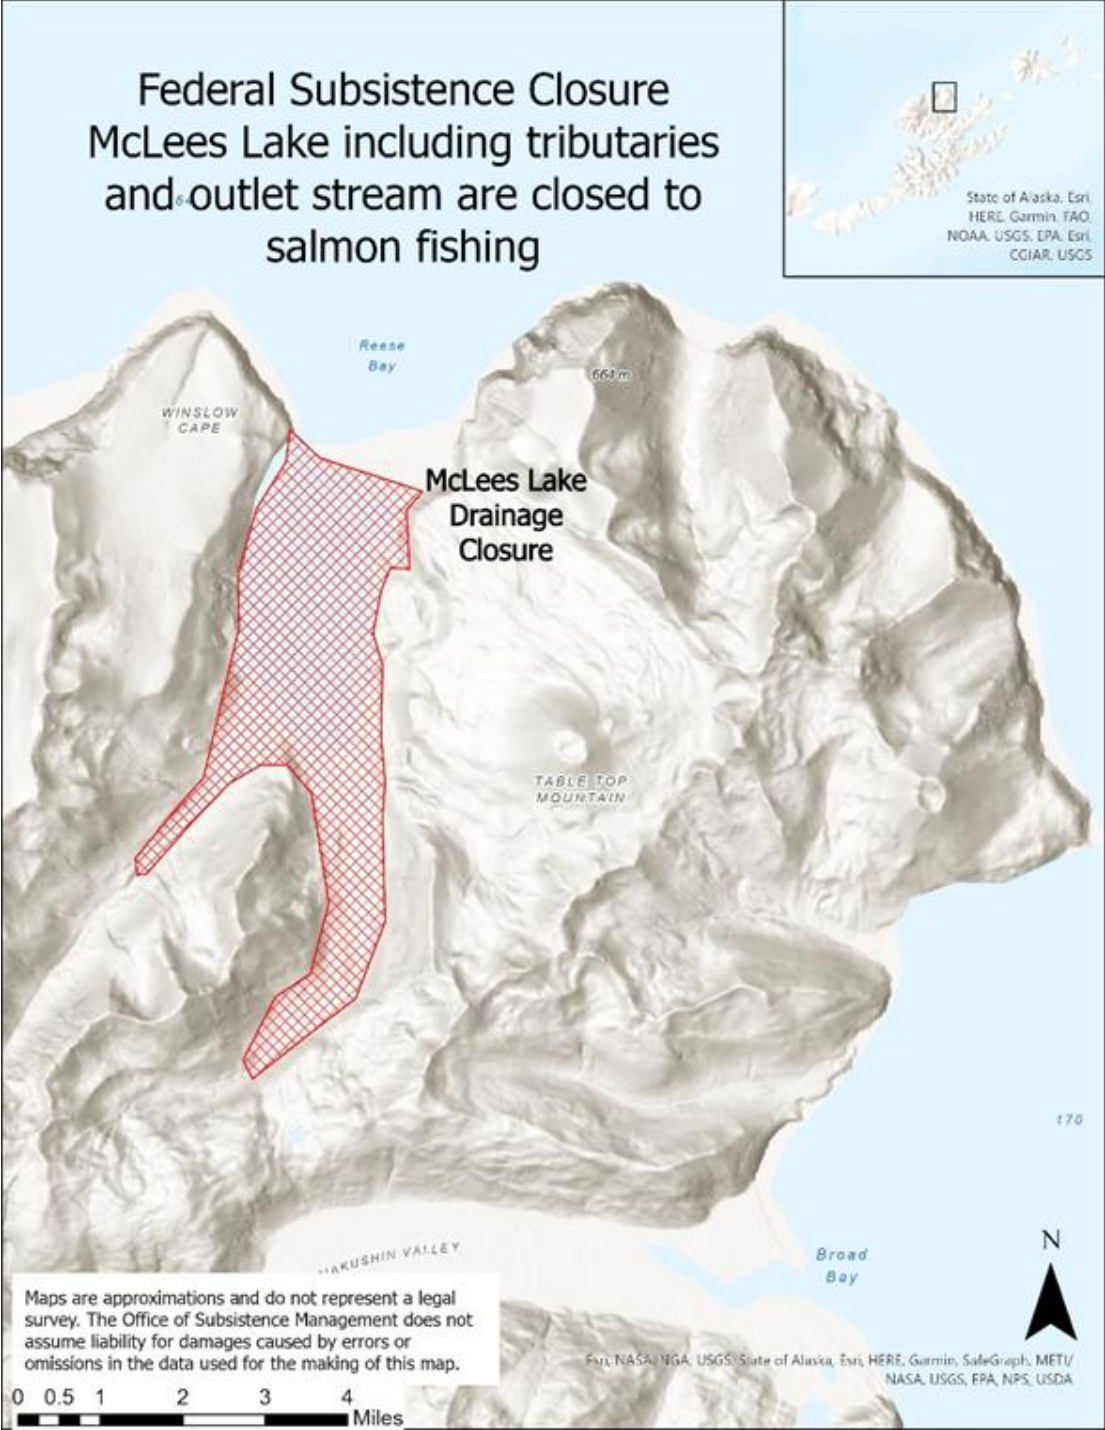 Federal Subsistence Closure
McLees Lake including tributaries
and outlet stream are closed to
salmon fishing
State of Alaska, Esri,
HERE, Garmin, FAO,
NOAA, USGS, EPA, Esri,
CGIAR, USGS
Reese
Bay
664 m
WINSLOW
CAPE
McLees Lake
Drainage
Closure
TABLE TOP
MOUNTAIN
170
MAKUSHIN VALLEY
Broad
Bay
N
Maps are approximations and do not represent a legal
survey. The Office of Subsistence Management does not
assume liability for damages caused by errors or
omissions in the data used for the making of this map.
Esri, NASA, NGA, USGS, State of Alaska, Esri, HERE, Garmin, SafeGraph, METI/
NASA, USGS, EPA, NPS, USDA
0 0.5 1 2 3 4
Miles